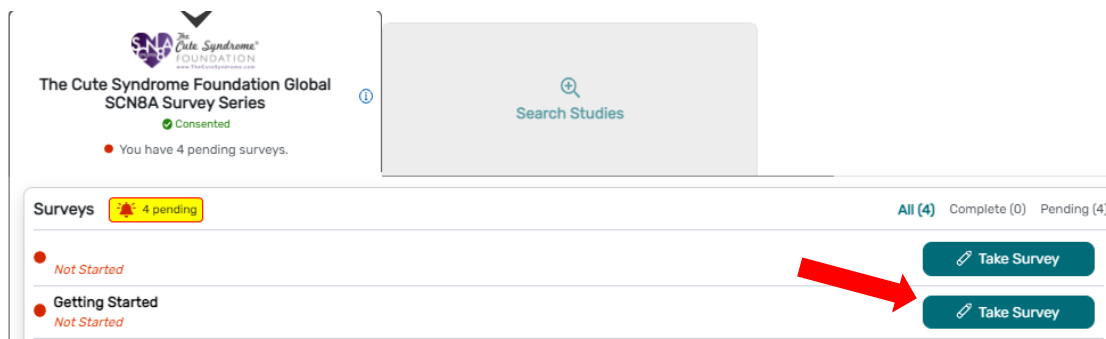 SNA
The
Cute Syndrome
FOUNDATION
www.TheCuteSyndrome.com
The Cute Syndrome Foundation Global
SCN8A Survey Series
Consented
You have 4 pending surveys.
Search Studies
Surveys 4 pending All (4) Complete (0) Pending (4)
Not Started
Take Survey
Getting Started
Not Started
Take Survey